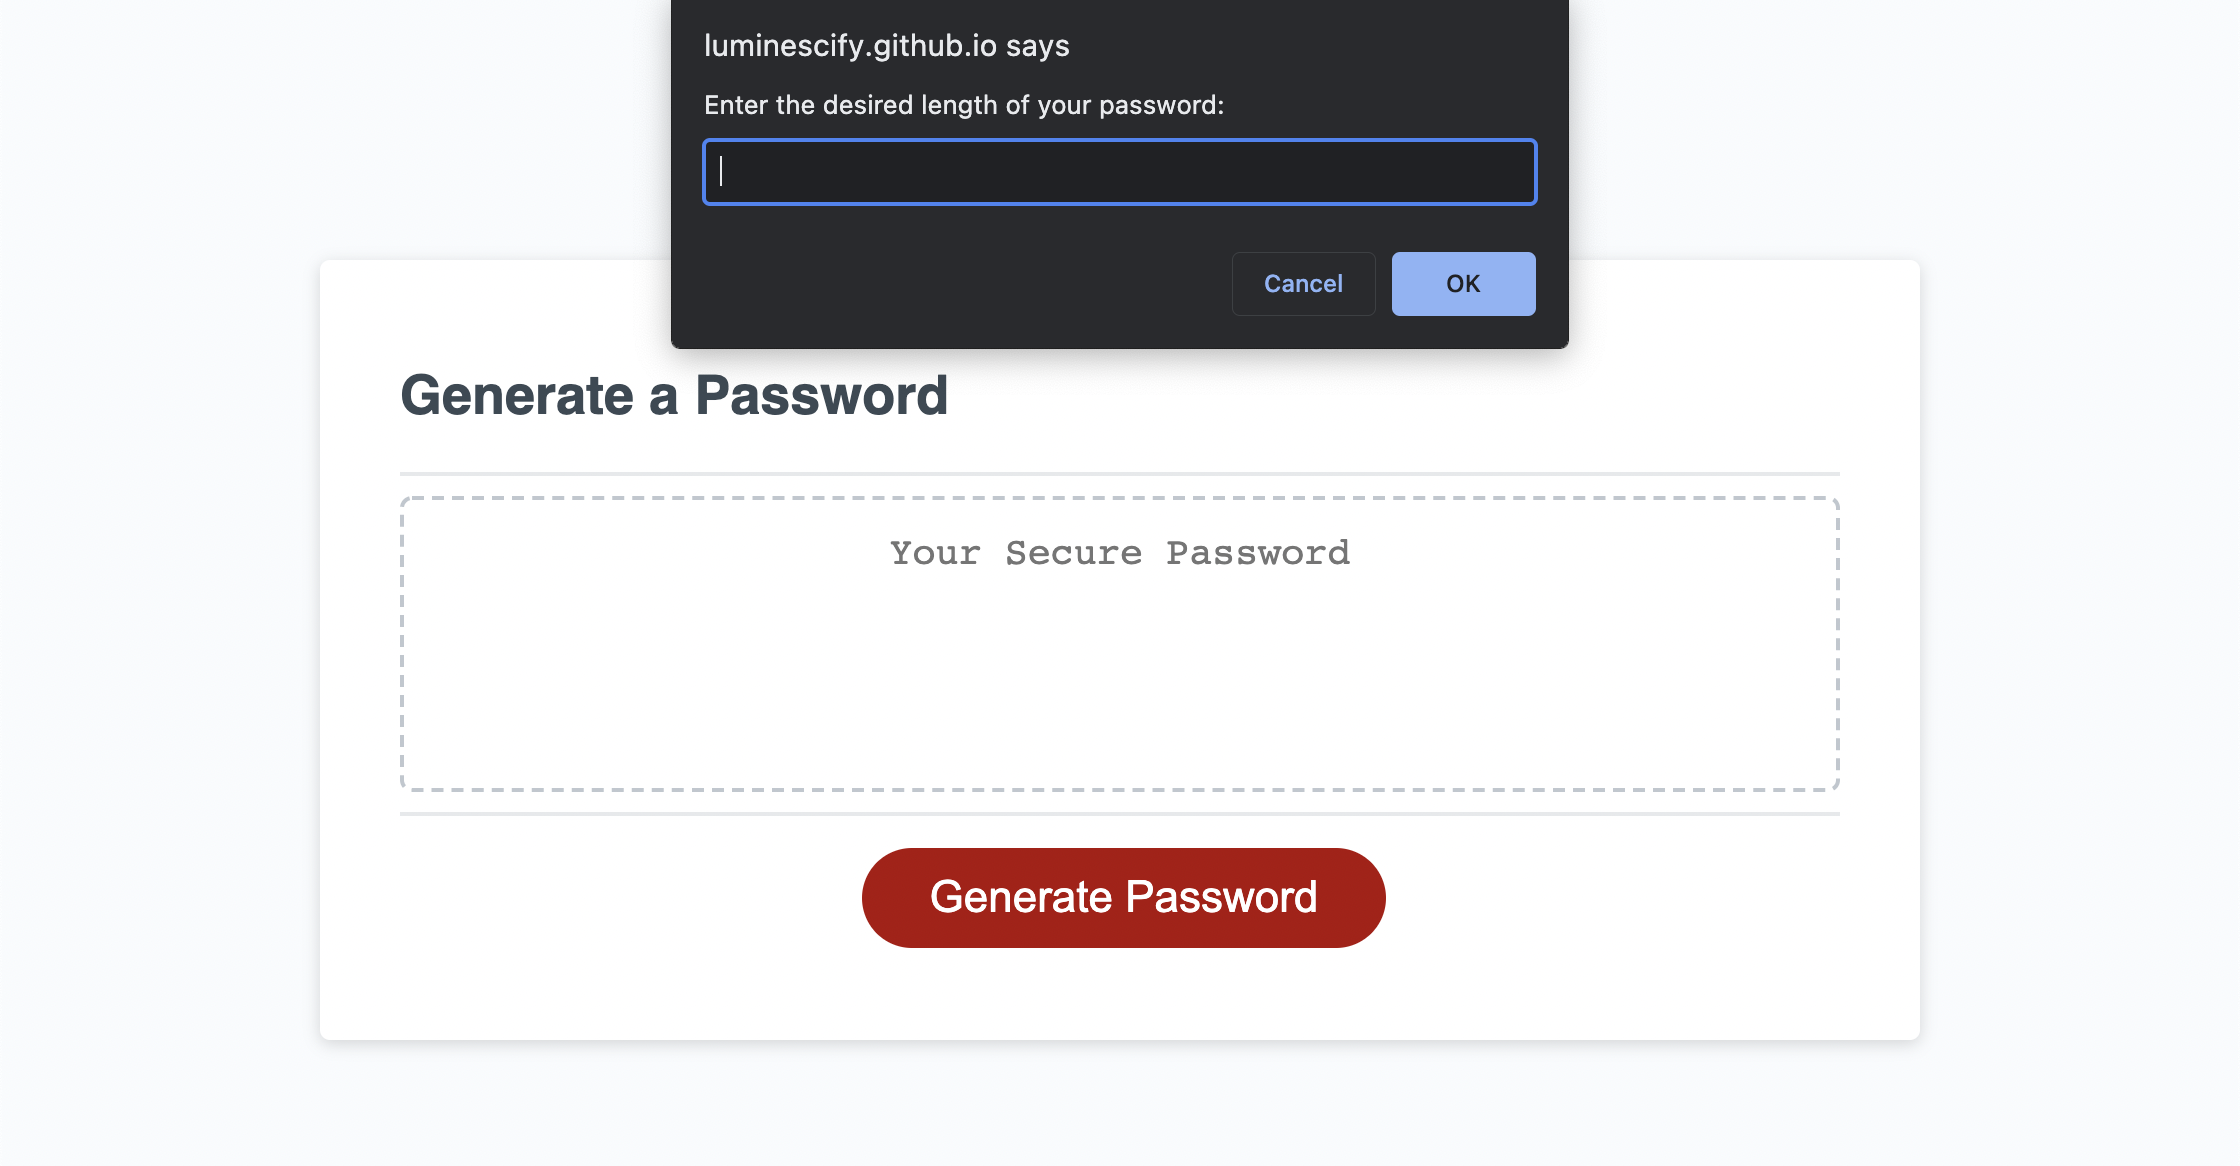 luminescify.github.io says
Enter the desired length of your password:
Cancel
OK
Generate a Password
Your Secure Password
Generate Password